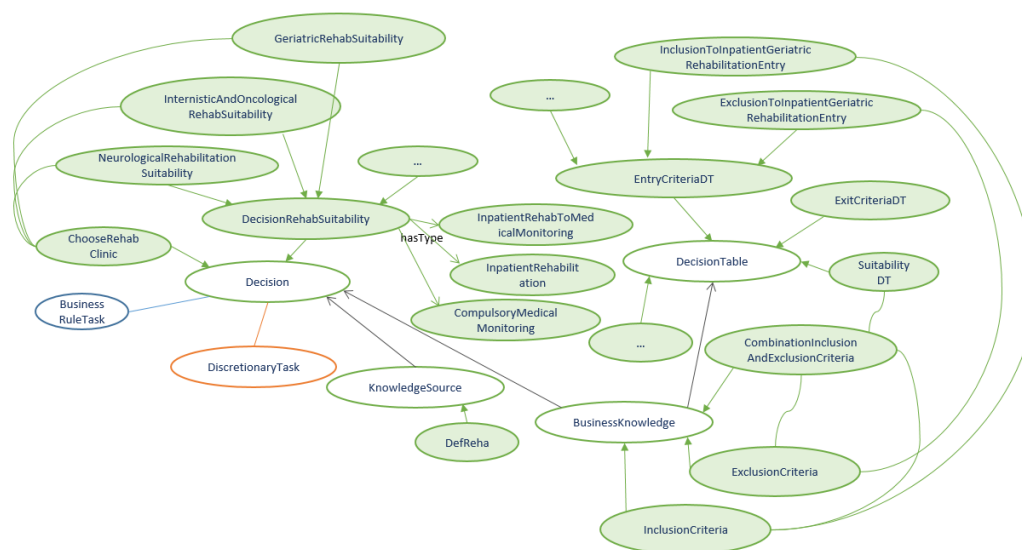 GeriatricRehabSuitability
InclusionToInpatientGeriatric
RehabilitationEntry
InternisticAndOncological
RehabSuitability
...
ExclusionToInpatientGeriatric
RehabilitationEntry
NeurologicalRehabilitation
Suitability
...
EntryCriteriaDT
ExitCriteriaDT
DecisionRehabSuitability
InpatientRehabToMed
icalMonitoring
hasType
ChooseRehab
Clinic
Decision
InpatientRehabilit
ation
DecisionTable
Suitability
DT
Business
RuleTask
CompulsoryMedical
Monitoring
...
CombinationInclusion
AndExclusionCriteria
DiscretionaryTask
KnowledgeSource
BusinessKnowledge
DefReha
ExclusionCriteria
InclusionCriteria